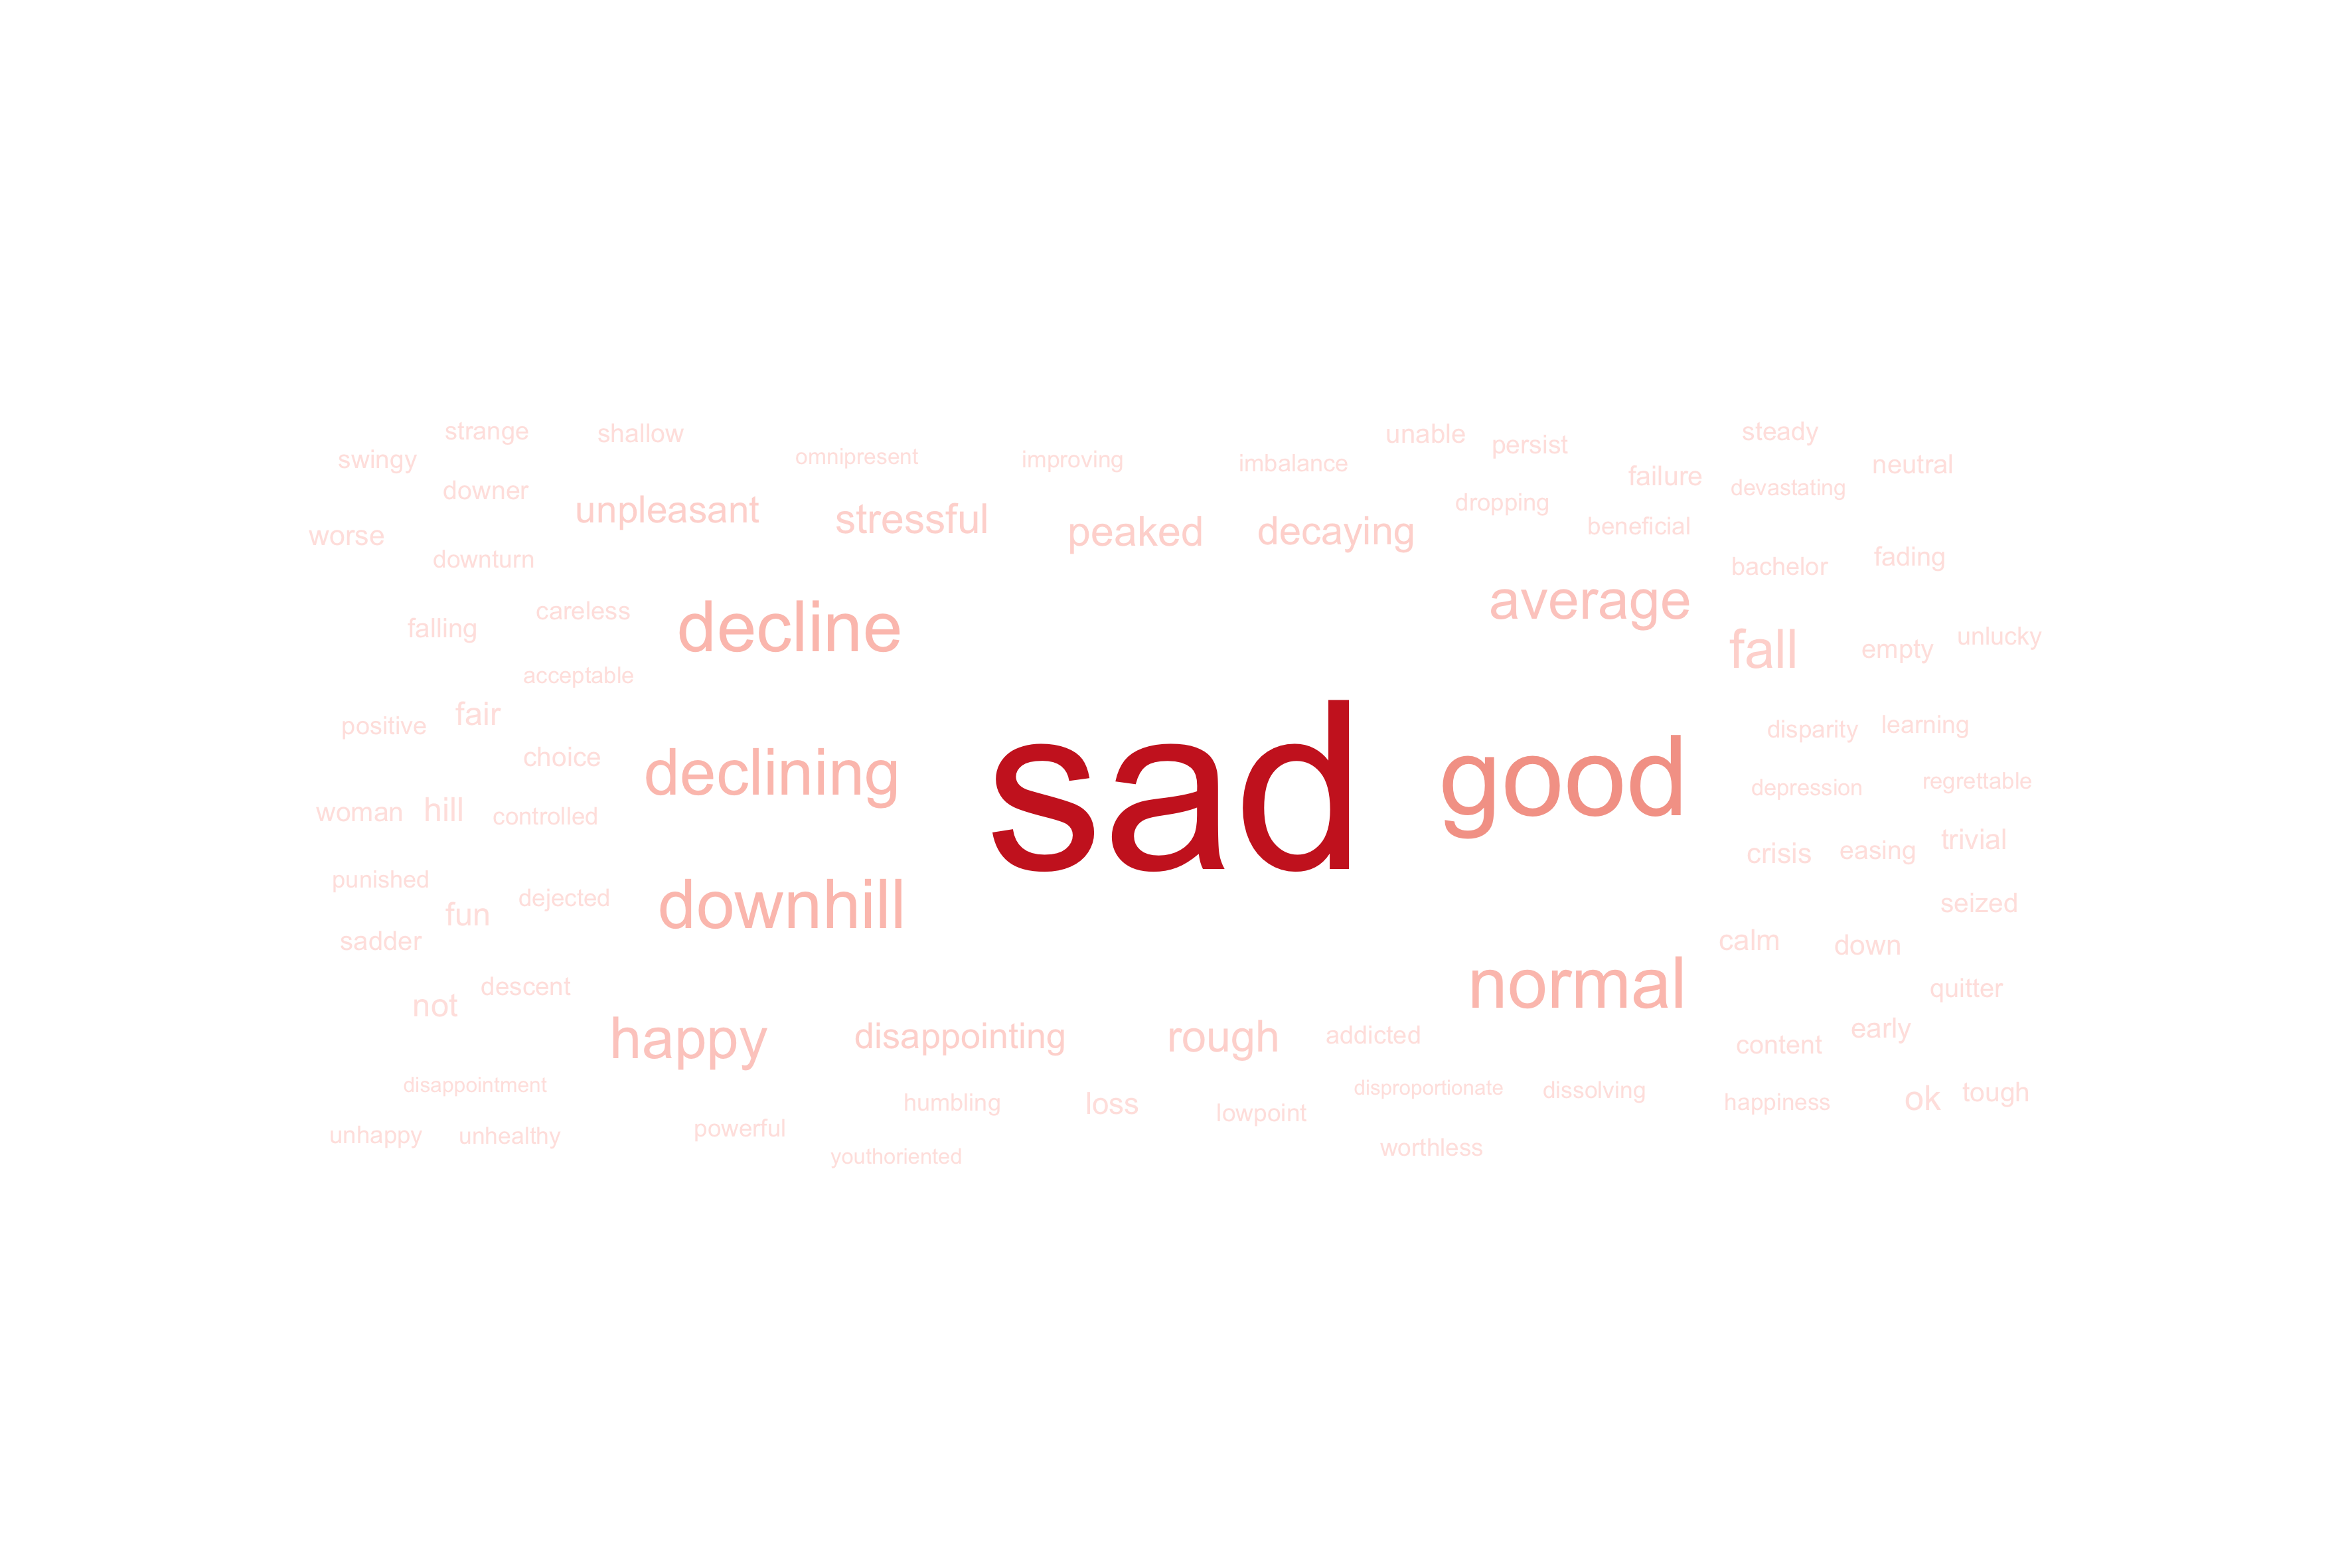 strange
shallow
unable
persist
steady
swingy
omnipresent
improving
imbalance
failure
neutral
downer
unpleasant
stressful
dropping
devastating
worse
peaked
decaying
beneficial
downturn
bachelor
fading
falling
careless
decline
average
fall
empty
unlucky
acceptable
positive
fair
disparity
learning
choice
declining
sad
good
depression
regrettable
woman
hill
controlled
crisis
easing
trivial
punished
dejected
downhill
seized
fun
sadder
calm
down
descent
normal
quitter
not
happy
disappointing
rough
addicted
content
early
disappointment
humbling
loss
lowpoint
disproportionate
dissolving
happiness
ok
tough
unhappy
unhealthy
powerful
youthoriented
worthless